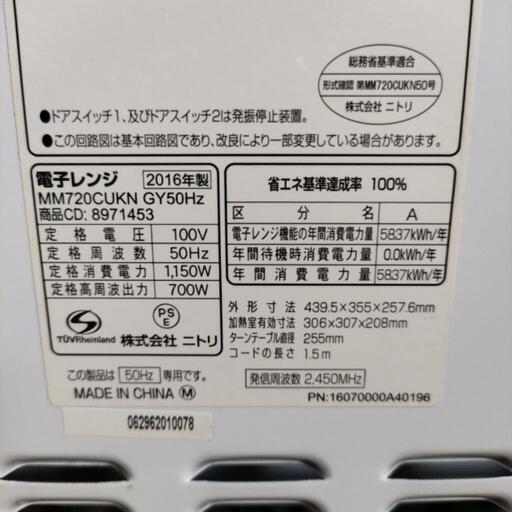 総務省基準適合
形式確認 第MM720CUKN50号
株式会社 ニトリ
●ドアスイッチ1、及びドアスイッチ2は発振停止装置。
●この回路図は基本回路図であり、改良により一部変更している場合があります。
電子レンジ 2016年製
MM720CUKN GY50Hz
商品CD: 8971453
定格電圧 100V
定格周波数 50Hz
定格消費電力 1,150W
定格高周波出力 700W
TÜVRheinland
PS
E
株式会社 ニトリ
この製品は 50Hz 専用です。
MADE IN CHINA Ⓜ
062962010078
省エネ基準達成率 100%
区分名 A
電子レンジ機能の年間消費電力量 58.37kWh/年
年間待機時消費電力量 0.0kWh/年
年間消費電力量 58.37kWh/年
外形寸法 439.5×355×257.6mm
加熱室有効寸法 306×307×208mm
ターンテーブル直径 255mm
コードの長さ 1.5m
発信周波数 2,450MHz
PN:16070000A40196